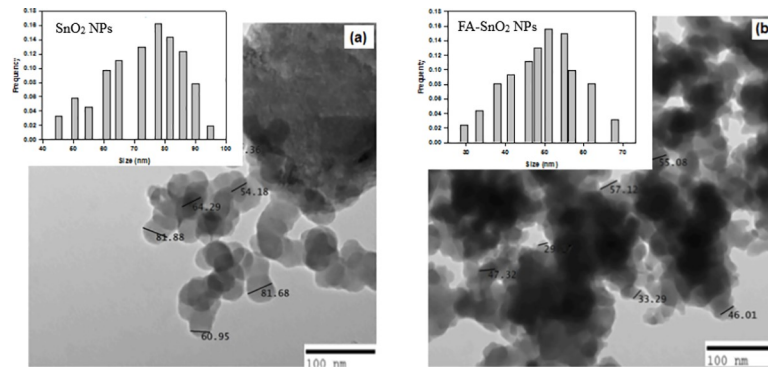 SnO₂ NPs
(a)
0.18
0.16
0.14
0.12
0.10
0.08
0.06
0.04
0.02
0.00
Frequency
40 50 60 70 80 90 100
Size (nm)
54.18
64.29
81.88
81.68
60.95
100 nm
FA-SnO₂ NPs
(b)
0.18
0.16
0.14
0.12
0.10
0.08
0.06
0.04
0.02
0.00
Frequency
30 40 50 60 70
Size (nm)
55.08
57.12
47.32
33.29
46.01
100 nm